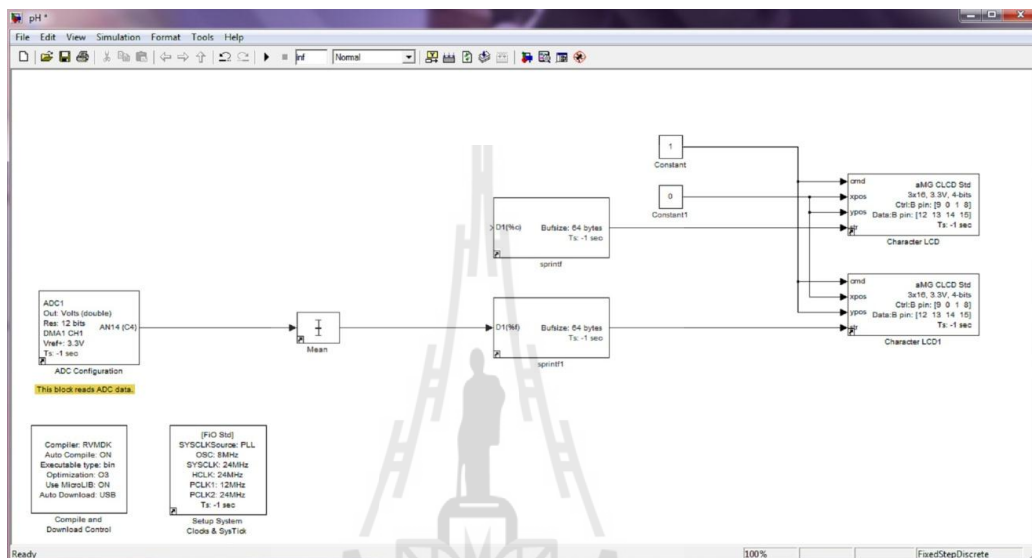 pH *
File Edit View Simulation Format Tools Help
inf Normal
1
Constant
0
Constant1
cmd
xpos
ypos
str
aMG CLCD Std
3x16, 3.3V, 4-bits
Ctrl:B pin: [9 0 1 8]
Data:B pin: [12 13 14 15]
Ts: -1 sec
Character LCD
D1(%c)
Bufsize: 64 bytes
Ts: -1 sec
sprintf
cmd
xpos
ypos
str
aMG CLCD Std
3x16, 3.3V, 4-bits
Ctrl:B pin: [9 0 1 8]
Data:B pin: [12 13 14 15]
Ts: -1 sec
Character LCD1
ADC1
Out: Volts (double)
Res: 12 bits
DMA1 CH1
Vref+: 3.3V
Ts: -1 sec
AN14 (C4)
ADC Configuration
This block reads ADC data.
Mean
D1(%f)
Bufsize: 64 bytes
Ts: -1 sec
sprintf1
Compiler: RVMDK
Auto Compile: ON
Executable type: bin
Optimization: O3
Use MicroLIB: ON
Auto Download: USB
Compile and
Download Control
[FiO Std]
SYSCLKSource: PLL
OSC: 8MHz
SYSCLK: 24MHz
HCLK: 24MHz
PCLK1: 12MHz
PCLK2: 24MHz
Ts: -1 sec
Setup System
Clocks & SysTick
Ready 100% FixedStepDiscrete